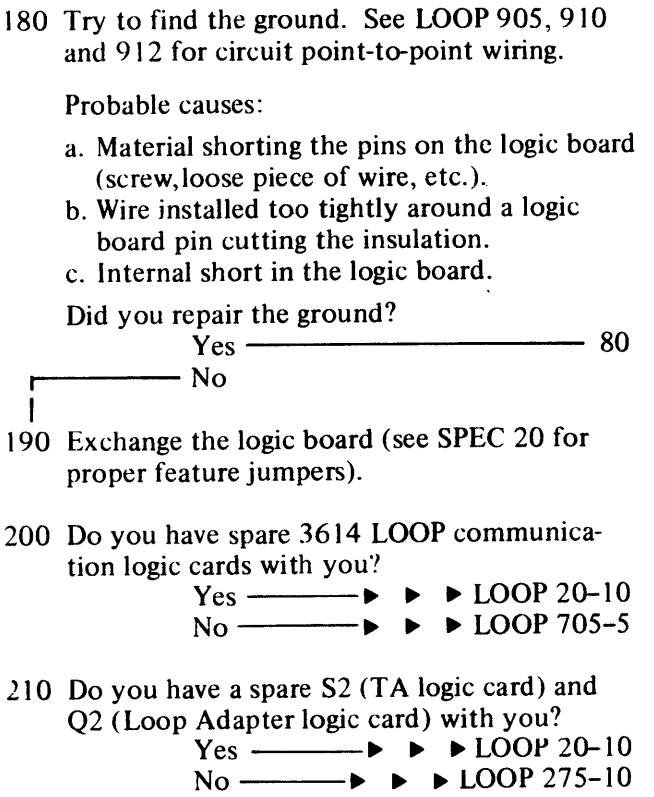 180 Try to find the ground. See LOOP 905, 910
and 912 for circuit point-to-point wiring.
Probable causes:
a. Material shorting the pins on the logic board
(screw, loose piece of wire, etc.).
b. Wire installed too tightly around a logic
board pin cutting the insulation.
c. Internal short in the logic board.
Did you repair the ground?
Yes 80
No
190 Exchange the logic board (see SPEC 20 for
proper feature jumpers).
200 Do you have spare 3614 LOOP communica-
tion logic cards with you?
Yes LOOP 20-10
No LOOP 705-5
210 Do you have a spare S2 (TA logic card) and
Q2 (Loop Adapter logic card) with you?
Yes LOOP 20-10
No LOOP 275-10